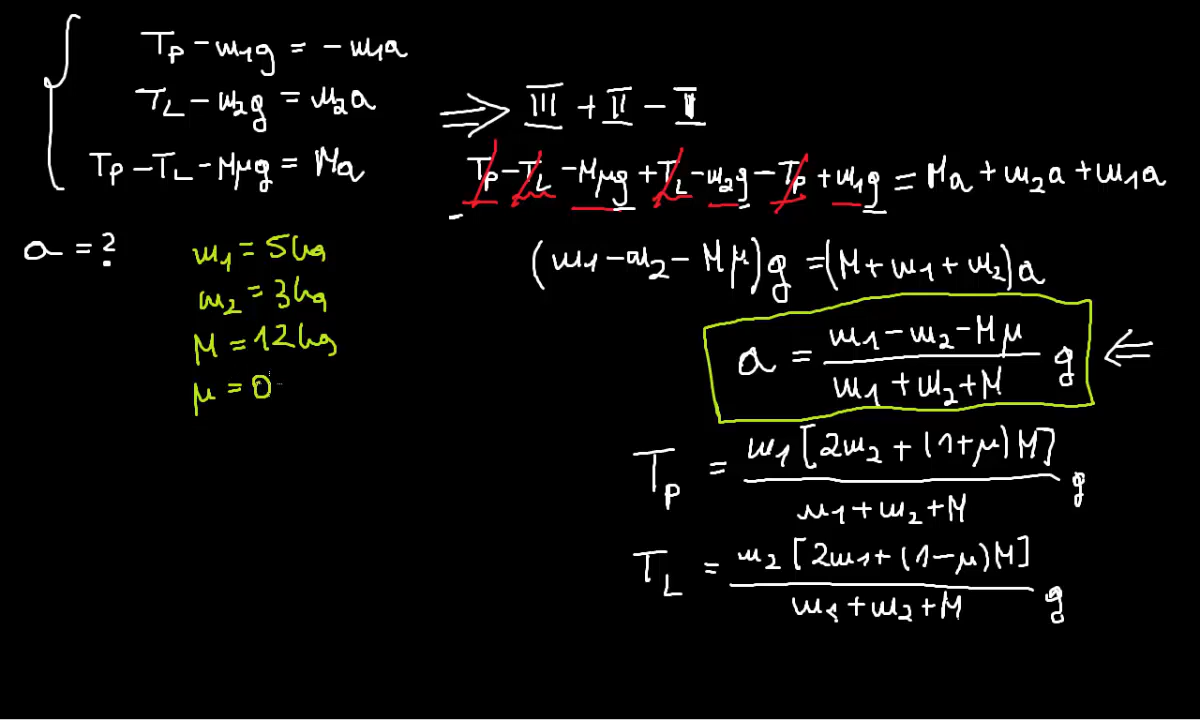 T_P - m₁g = - m₁a
T_L - m₂g = m₂a
T_P - T_L - Mμg = Ma
⟹ III + II - I
T_P - T_L - Mμg + T_L - m₂g - T_P + m₁g = Ma + m₂a + m₁a
(m₁ - m₂ - Mμ)g = (M + m₁ + m₂)a
a = ?
m₁ = 5kg
m₂ = 3kg
M = 12kg
μ = 0
a = (m₁ - m₂ - Mμ)/(m₁ + m₂ + M) g ⟸
T_P = m₁[2m₂ + (1+μ)M]/(m₁ + m₂ + M) g
T_L = m₂[2m₁ + (1-μ)M]/(m₁ + m₂ + M) g